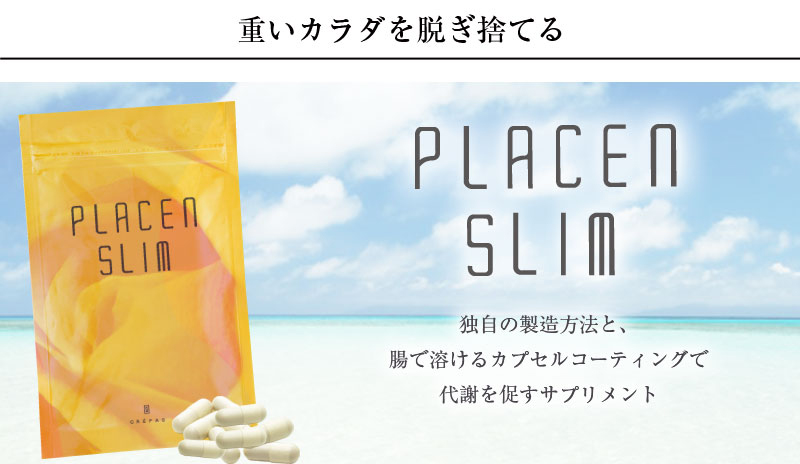 重いカラダを脱ぎ捨てる
PLACEN
SLIM
PLACEN
SLIM
独自の製造方法と、
腸で溶けるカプセルコーティングで
代謝を促すサプリメント